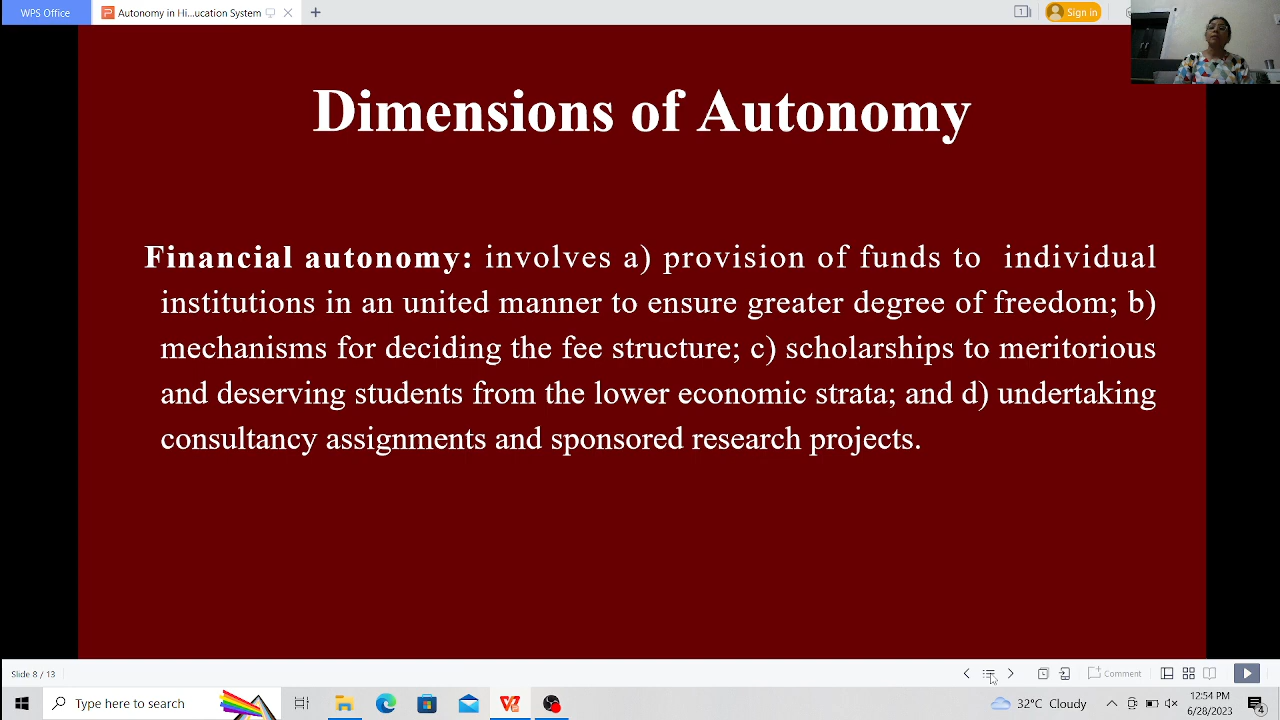 WPS Office
Autonomy in Hi...ucation System
1
Sign in
Dimensions of Autonomy
Financial autonomy: involves a) provision of funds to individual
institutions in an united manner to ensure greater degree of freedom; b)
mechanisms for deciding the fee structure; c) scholarships to meritorious
and deserving students from the lower economic strata; and d) undertaking
consultancy assignments and sponsored research projects.
Slide 8 / 13
Comment
Type here to search
32°C Cloudy
12:54 PM
6/28/2023
4